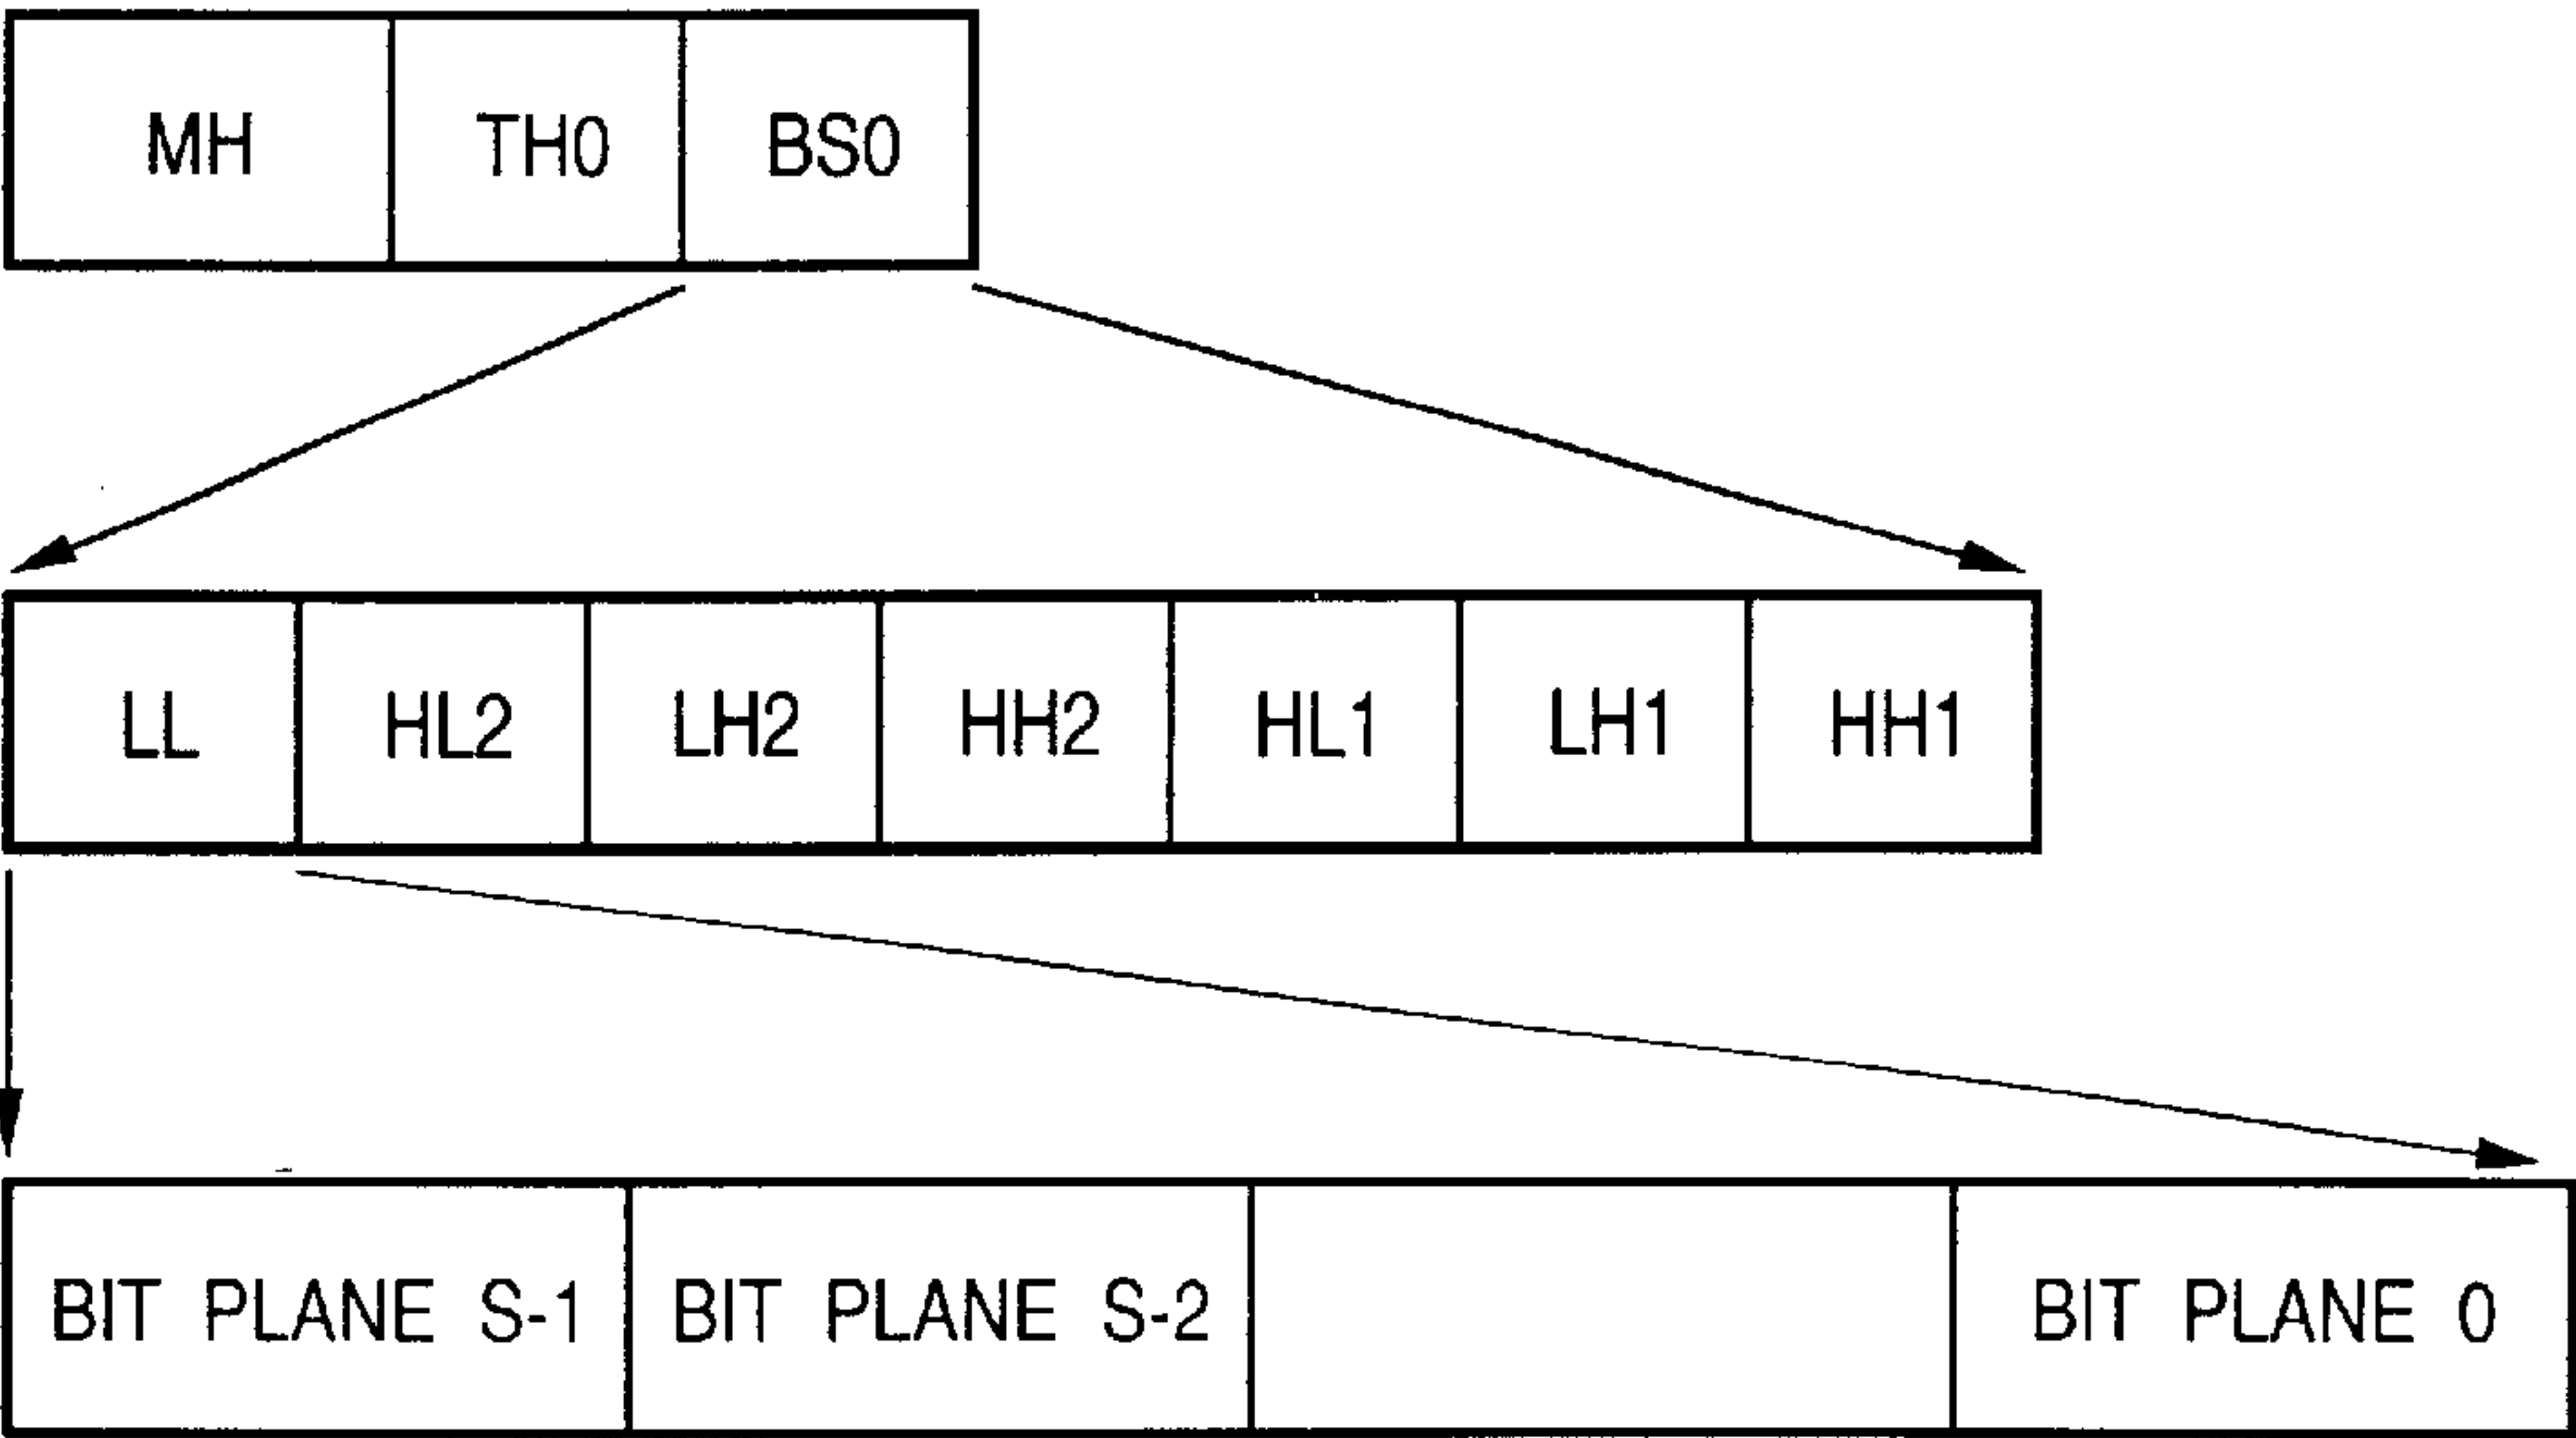 MH TH0 BS0
LL HL2 LH2 HH2 HL1 LH1 HH1
BIT PLANE S-1 BIT PLANE S-2 BIT PLANE 0